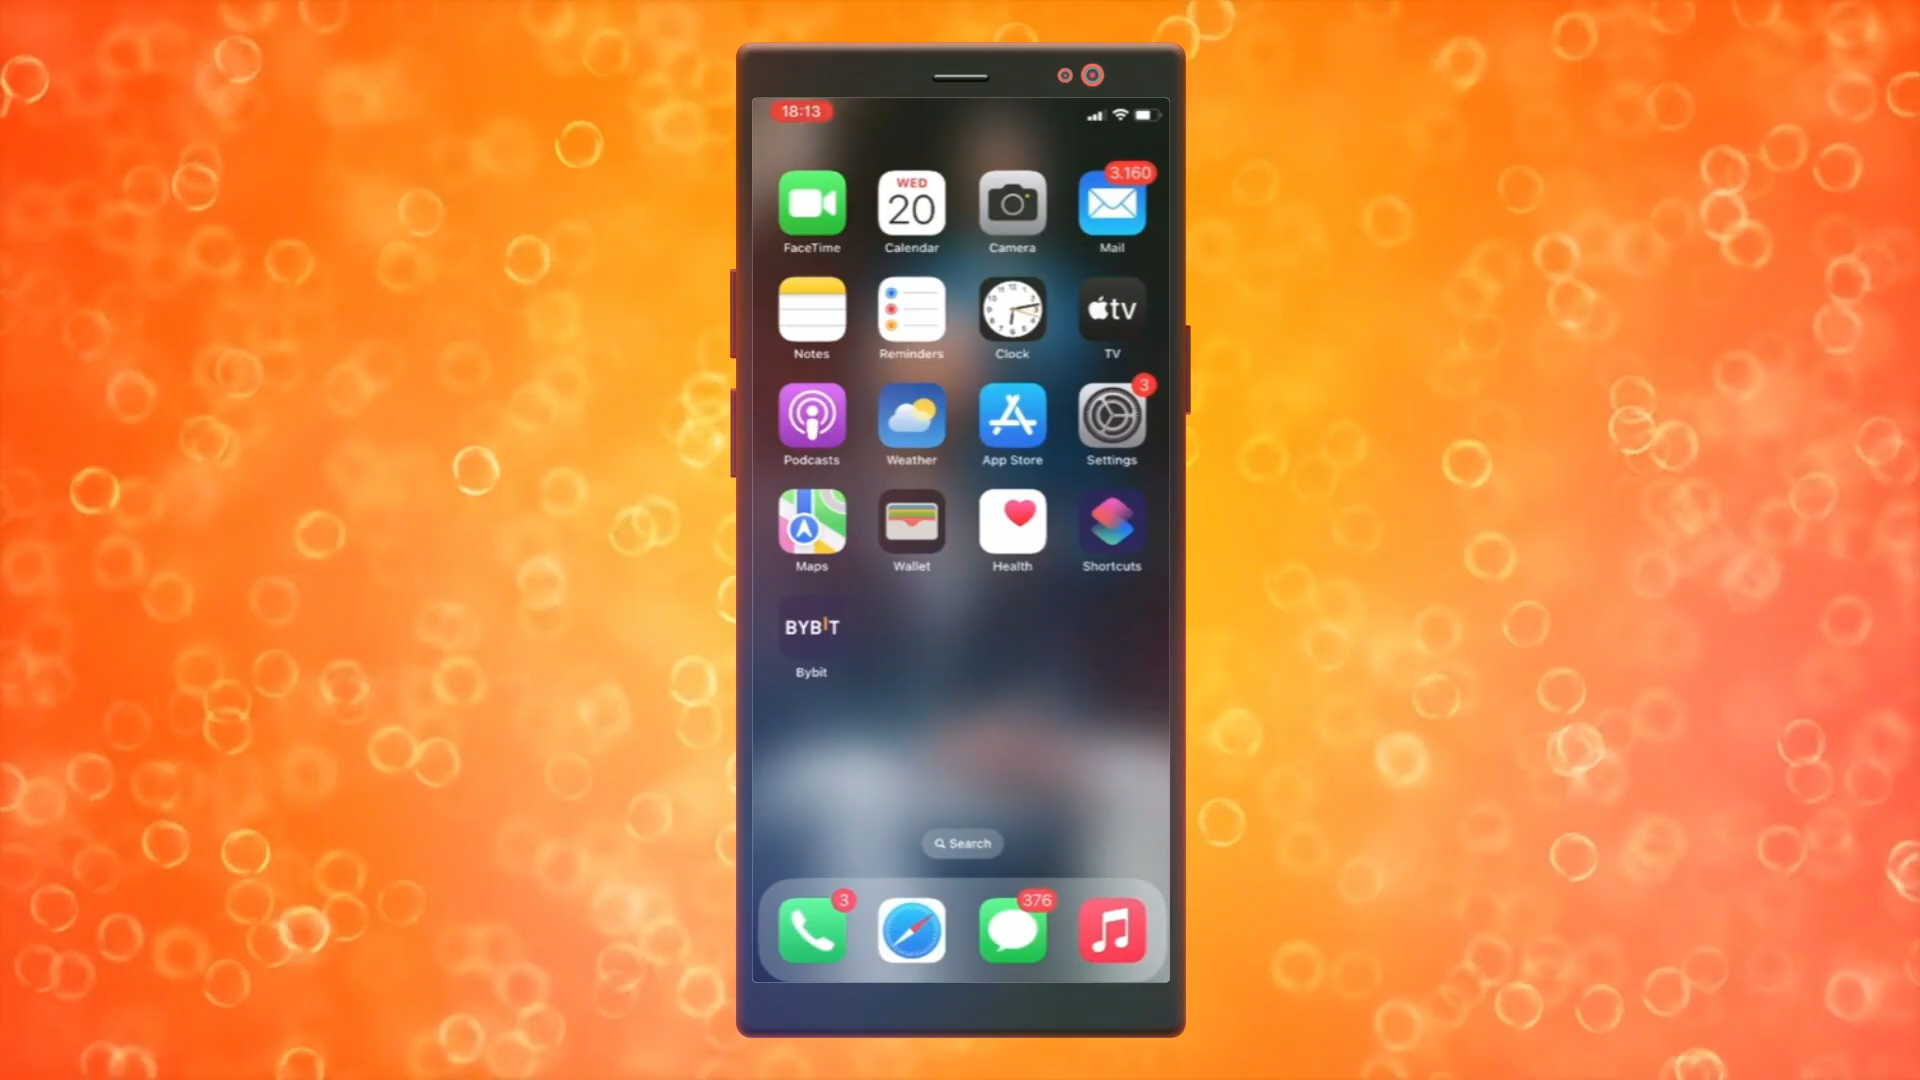 18:13
3.160
WED
20
FaceTime
Calendar
Camera
Mail
tv
Notes
Reminders
Clock
TV
3
Podcasts
Weather
App Store
Settings
Maps
Wallet
Health
Shortcuts
BYBIT
Bybit
Search
3
376